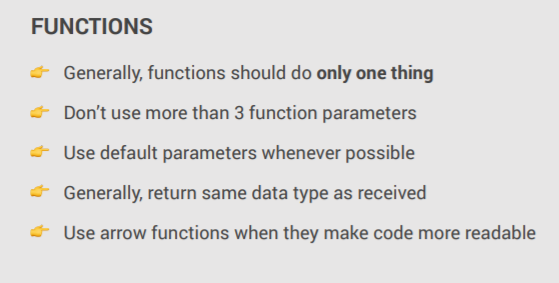 FUNCTIONS
👉 Generally, functions should do only one thing
👉 Don’t use more than 3 function parameters
👉 Use default parameters whenever possible
👉 Generally, return same data type as received
👉 Use arrow functions when they make code more readable